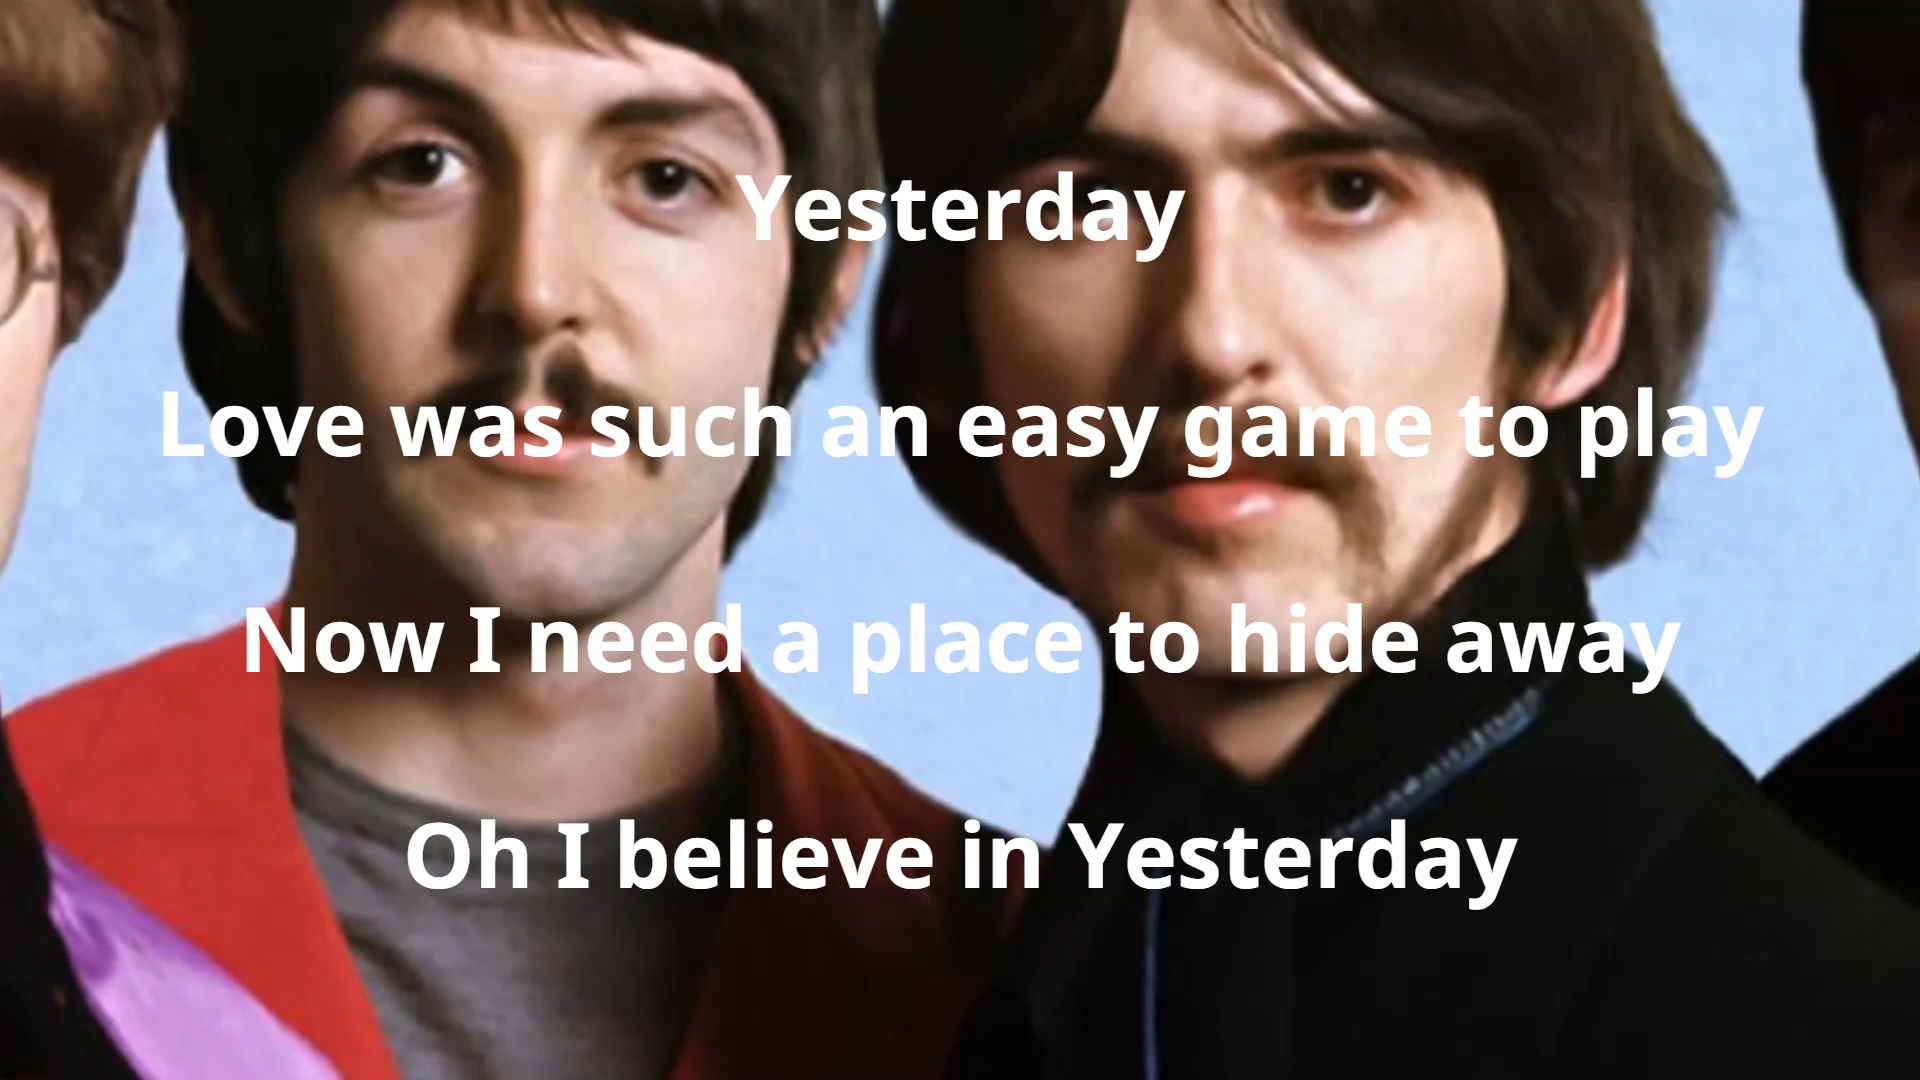 Yesterday
Love was such an easy game to play
Now I need a place to hide away
Oh I believe in Yesterday